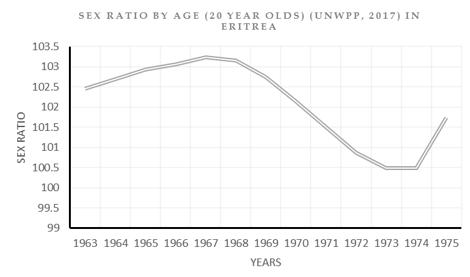 SEX RATIO BY AGE (20 YEAR OLDS) (UNWPP, 2017) IN
ERITREA
103.5
103
102.5
102
101.5
101
100.5
100
99.5
99
SEX RATIO
1963 1964 1965 1966 1967 1968 1969 1970 1971 1972 1973 1974 1975
YEARS